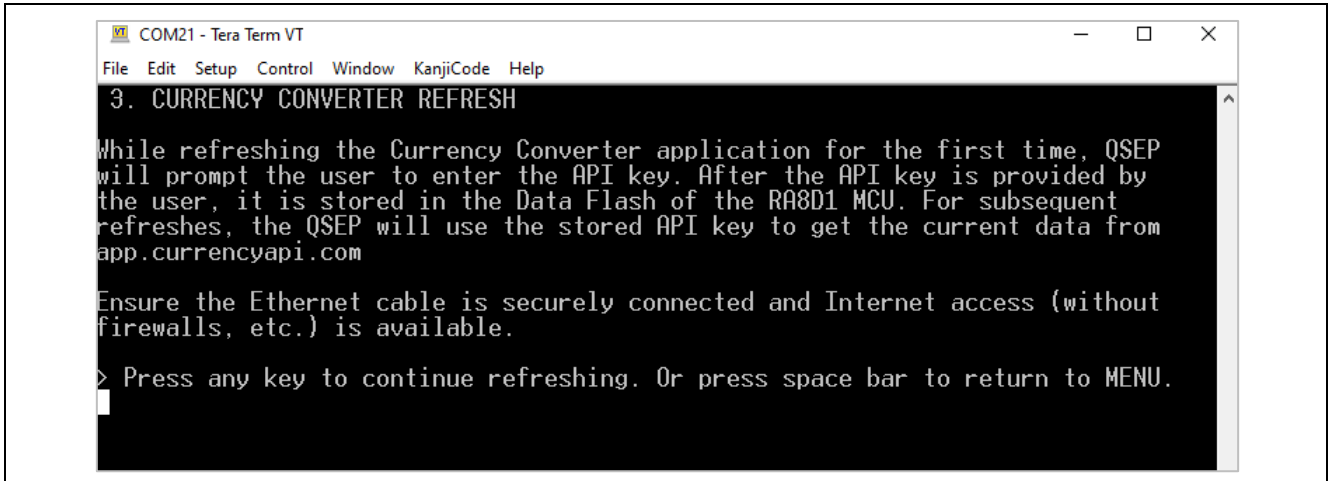 VT COM21 - Tera Term VT
File Edit Setup Control Window KanjiCode Help
3. CURRENCY CONVERTER REFRESH
While refreshing the Currency Converter application for the first time, QSEP
will prompt the user to enter the API key. After the API key is provided by
the user, it is stored in the Data Flash of the RA8D1 MCU. For subsequent
refreshes, the QSEP will use the stored API key to get the current data from
app.currencyapi.com
Ensure the Ethernet cable is securely connected and Internet access (without
firewalls, etc.) is available.
> Press any key to continue refreshing. Or press space bar to return to MENU.